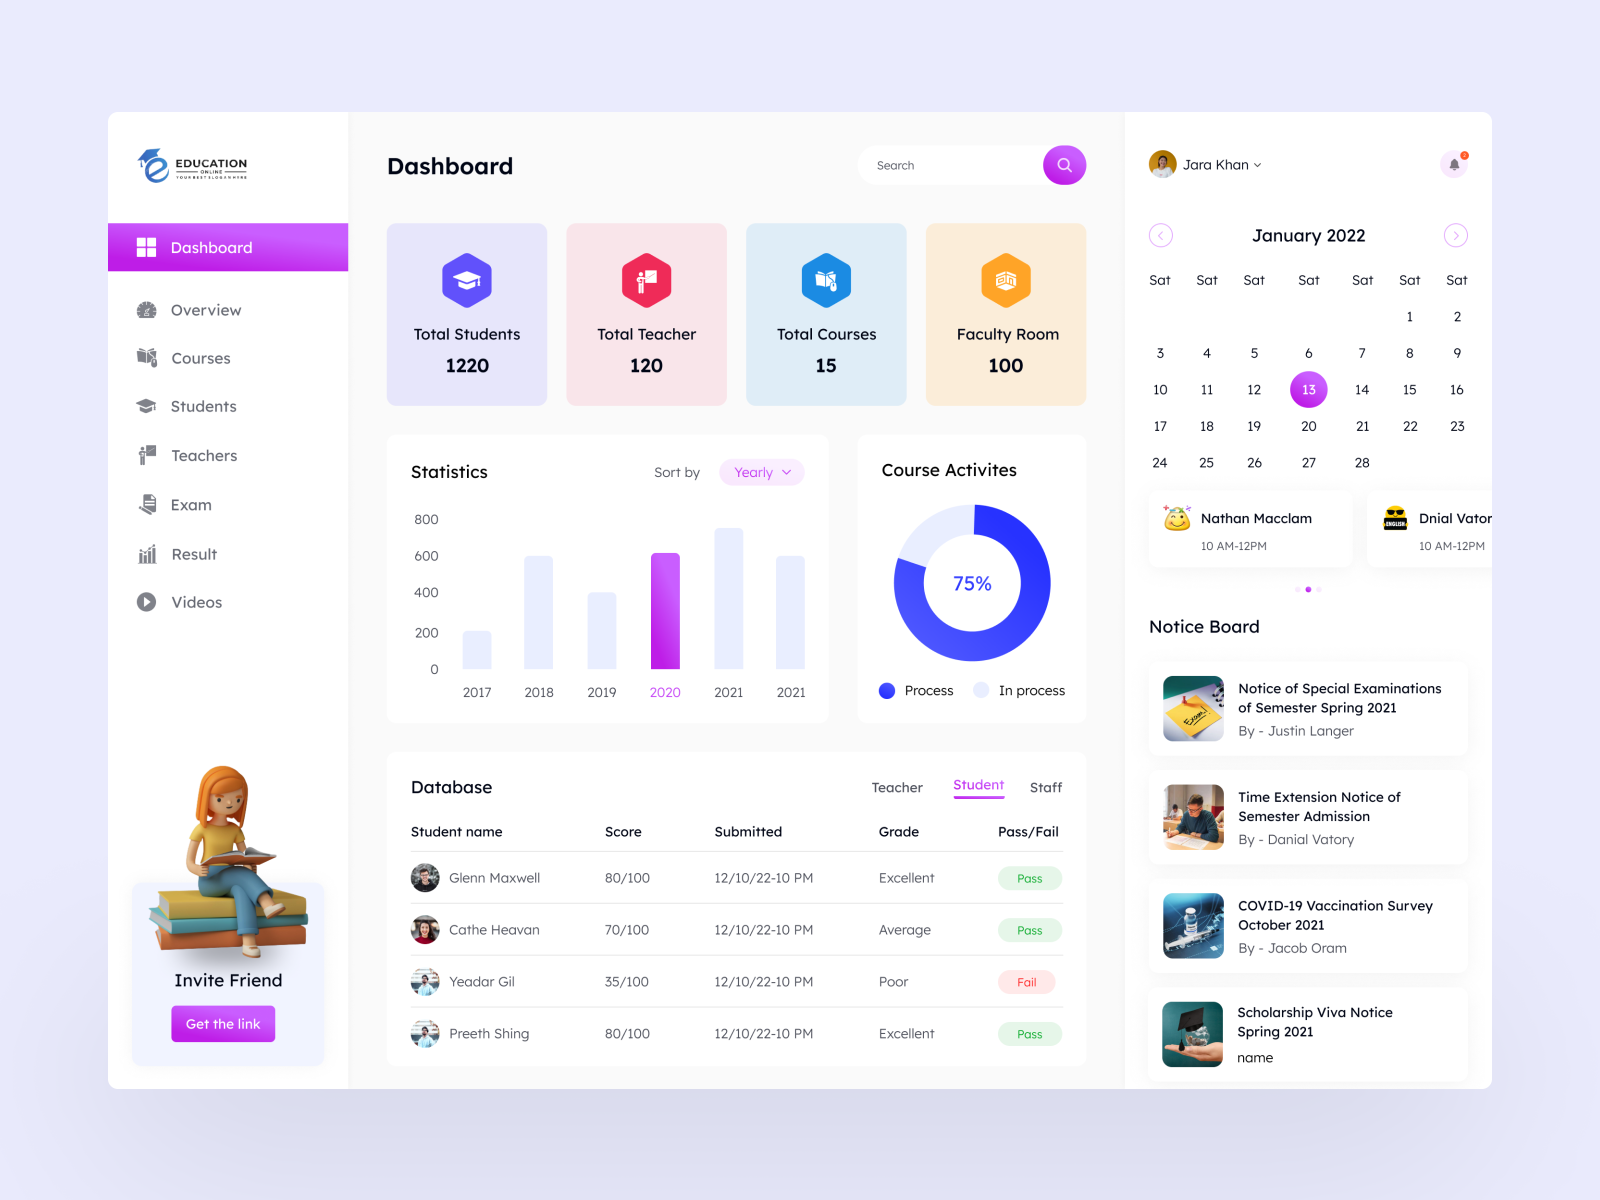 EDUCATION
ONLINE
YOUR BEST SLOGAN HERE
Dashboard
Overview
Courses
Students
Teachers
Exam
Result
Videos
Invite Friend
Get the link
Dashboard
Search
Total Students
1220
Total Teacher
120
Total Courses
15
Faculty Room
100
Statistics
Sort by
Yearly
800
600
400
200
0
2017 2018 2019 2020 2021 2021
Course Activites
75%
Process In process
Database
Teacher Student Staff
Student name Score Submitted Grade Pass/Fail
Glenn Maxwell 80/100 12/10/22-10 PM Excellent Pass
Cathe Heavan 70/100 12/10/22-10 PM Average Pass
Yeadar Gil 35/100 12/10/22-10 PM Poor Fail
Preeth Shing 80/100 12/10/22-10 PM Excellent Pass
Jara Khan
January 2022
Sat Sat Sat Sat Sat Sat Sat
1 2
3 4 5 6 7 8 9
10 11 12 13 14 15 16
17 18 19 20 21 22 23
24 25 26 27 28
Nathan Macclam
10 AM-12PM
ENGLISH
Dnial Vator
10 AM-12PM
Notice Board
Exam!
Notice of Special Examinations
of Semester Spring 2021
By - Justin Langer
Time Extension Notice of
Semester Admission
By - Danial Vatory
COVID-19 Vaccination Survey
October 2021
By - Jacob Oram
Scholarship Viva Notice
Spring 2021
name